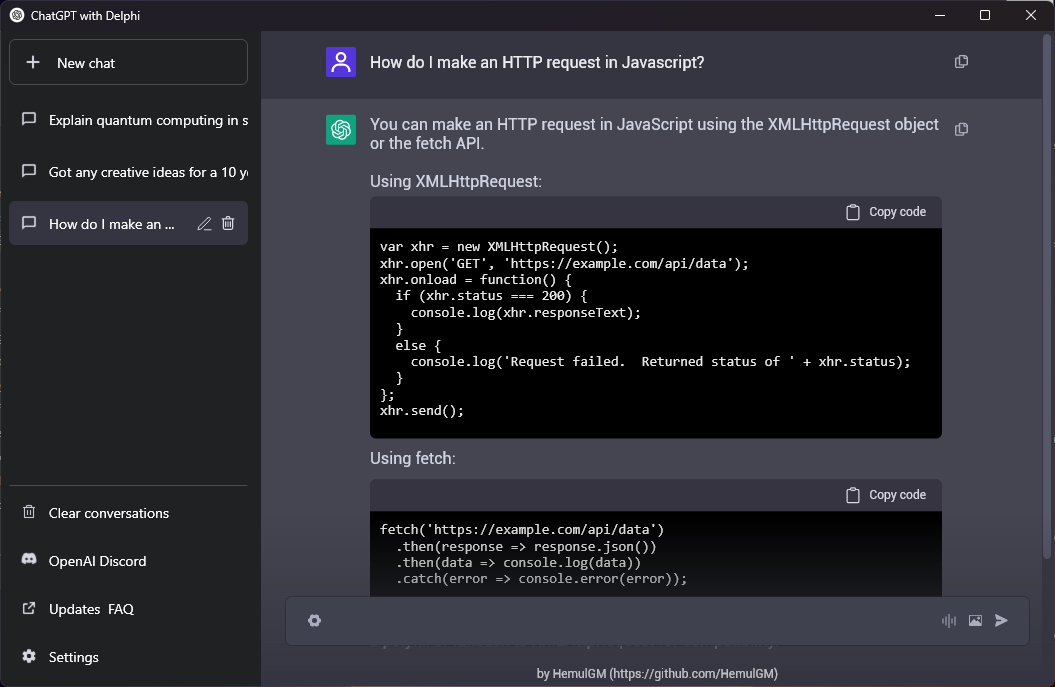 ChatGPT with Delphi
New chat
Explain quantum computing in s
Got any creative ideas for a 10 y
How do I make an ...
Clear conversations
OpenAI Discord
Updates FAQ
Settings
How do I make an HTTP request in Javascript?
You can make an HTTP request in JavaScript using the XMLHttpRequest object
or the fetch API.
Using XMLHttpRequest:
Copy code
var xhr = new XMLHttpRequest();
xhr.open('GET', 'https://example.com/api/data');
xhr.onload = function() {
  if (xhr.status === 200) {
    console.log(xhr.responseText);
  }
  else {
    console.log('Request failed.  Returned status of ' + xhr.status);
  }
};
xhr.send();
Using fetch:
Copy code
fetch('https://example.com/api/data')
  .then(response => response.json())
  .then(data => console.log(data))
  .catch(error => console.error(error));
by HemulGM (https://github.com/HemulGM)